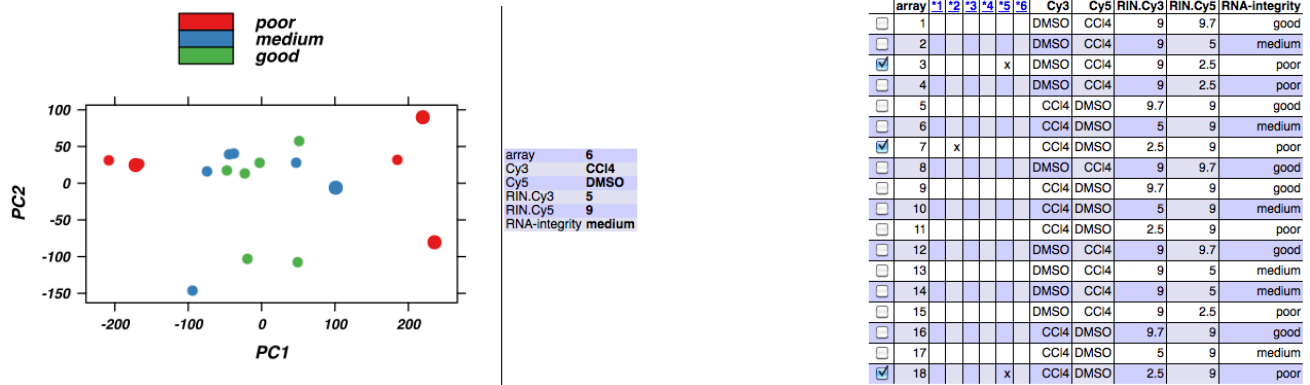 poor
medium
good
100
50
0
-50
-100
-150
PC2
-200 -100 0 100 200
PC1
array 6
Cy3 CCl4
Cy5 DMSO
RIN.Cy3 5
RIN.Cy5 9
RNA-integrity medium
array *1 *2 *3 *4 *5 *6 Cy3 Cy5 RIN.Cy3 RIN.Cy5 RNA-integrity
1 DMSO CCl4 9 9.7 good
2 DMSO CCl4 9 5 medium
3 x DMSO CCl4 9 2.5 poor
4 DMSO CCl4 9 2.5 poor
5 CCl4 DMSO 9.7 9 good
6 CCl4 DMSO 5 9 medium
7 x CCl4 DMSO 2.5 9 poor
8 DMSO CCl4 9 9.7 good
9 CCl4 DMSO 9.7 9 good
10 CCl4 DMSO 5 9 medium
11 CCl4 DMSO 2.5 9 poor
12 DMSO CCl4 9 9.7 good
13 DMSO CCl4 9 5 medium
14 DMSO CCl4 9 5 medium
15 DMSO CCl4 9 2.5 poor
16 CCl4 DMSO 9.7 9 good
17 CCl4 DMSO 5 9 medium
18 x CCl4 DMSO 2.5 9 poor